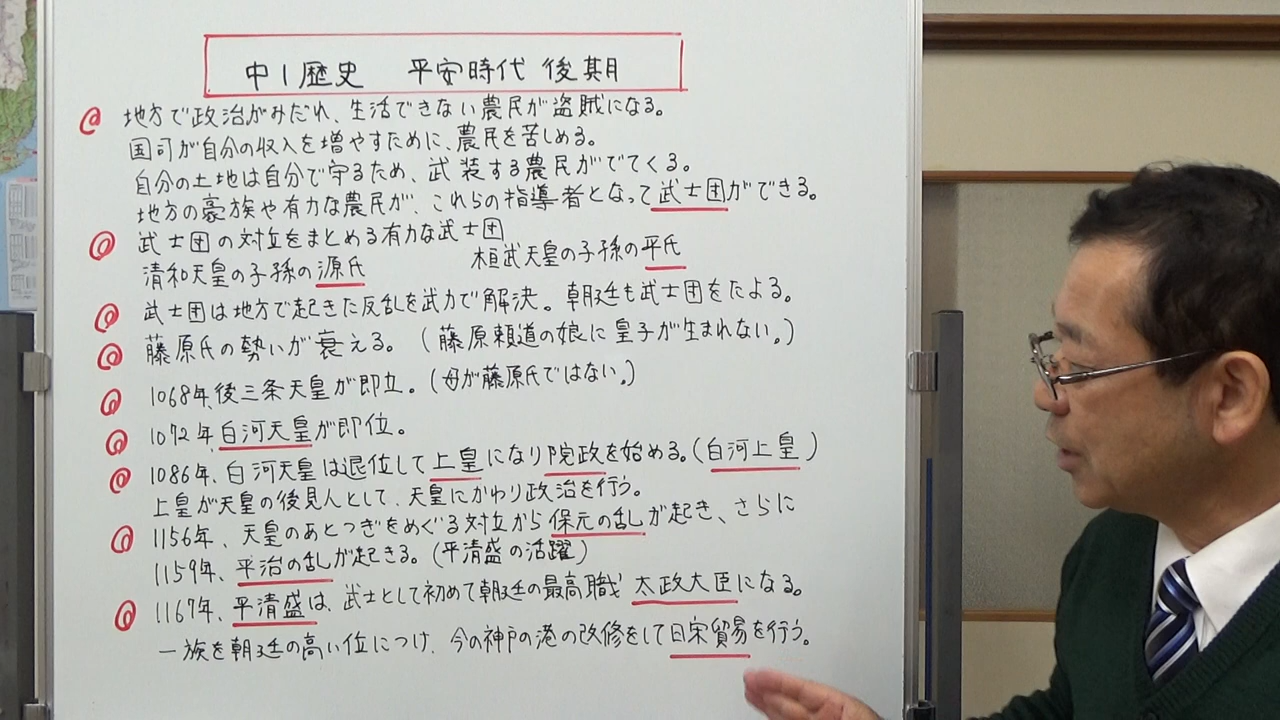 中1歴史 平安時代 後期
地方で政治がみだれ、生活できない農民が盗賊になる。
国司が自分の収入を増やすために、農民を苦しめる。
自分の土地は自分で守るため、武装する農民がでてくる。
地方の豪族や有力な農民が、これらの指導者となって武士団ができる。
武士団の対立をまとめる有力な武士団
清和天皇の子孫の源氏 桓武天皇の子孫の平氏
武士団は地方で起きた反乱を武力で解決。朝廷も武士団をたよる。
藤原氏の勢いが衰える。(藤原頼道の娘に皇子が生まれない。)
1068年、後三条天皇が即位。(母が藤原氏ではない。)
1072年、白河天皇が即位。
1086年、白河天皇は退位して上皇になり院政を始める。(白河上皇)
上皇が天皇の後見人として、天皇にかわり政治を行う。
1156年、天皇のあとつぎをめぐる対立から保元の乱が起き、さらに
1159年、平治の乱が起きる。(平清盛の活躍)
1167年、平清盛は、武士として初めて朝廷の最高職 太政大臣になる。
一族を朝廷の高い位につけ、今の神戸の港の改修をして日宋貿易を行う。